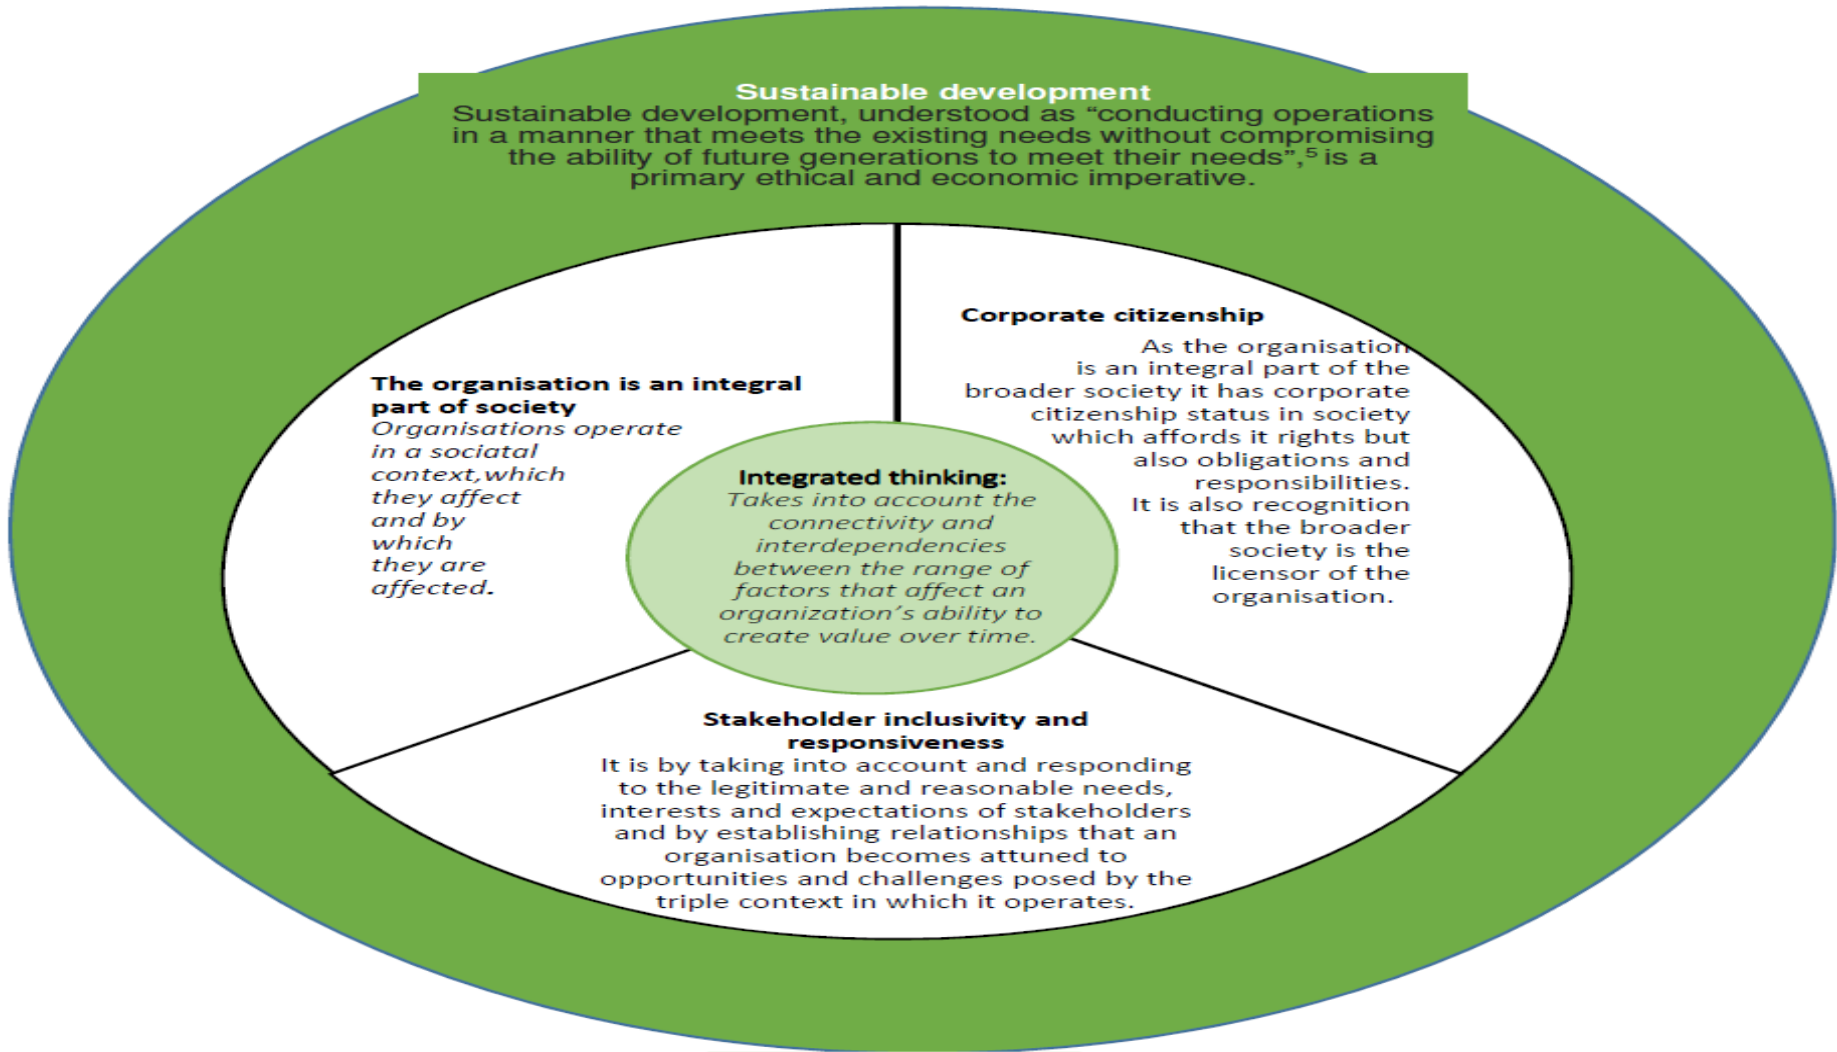 Sustainable development
Sustainable development, understood as “conducting operations
in a manner that meets the existing needs without compromising
the ability of future generations to meet their needs”,⁵ is a
primary ethical and economic imperative.
The organisation is an integral
part of society
Organisations operate
in a sociatal
context, which
they affect
and by
which
they are
affected.
Corporate citizenship
As the organisation
is an integral part of the
broader society it has corporate
citizenship status in society
which affords it rights but
also obligations and
responsibilities.
It is also recognition
that the broader
society is the
licensor of the
organisation.
Integrated thinking:
Takes into account the
connectivity and
interdependencies
between the range of
factors that affect an
organization’s ability to
create value over time.
Stakeholder inclusivity and
responsiveness
It is by taking into account and responding
to the legitimate and reasonable needs,
interests and expectations of stakeholders
and by establishing relationships that an
organisation becomes attuned to
opportunities and challenges posed by the
triple context in which it operates.